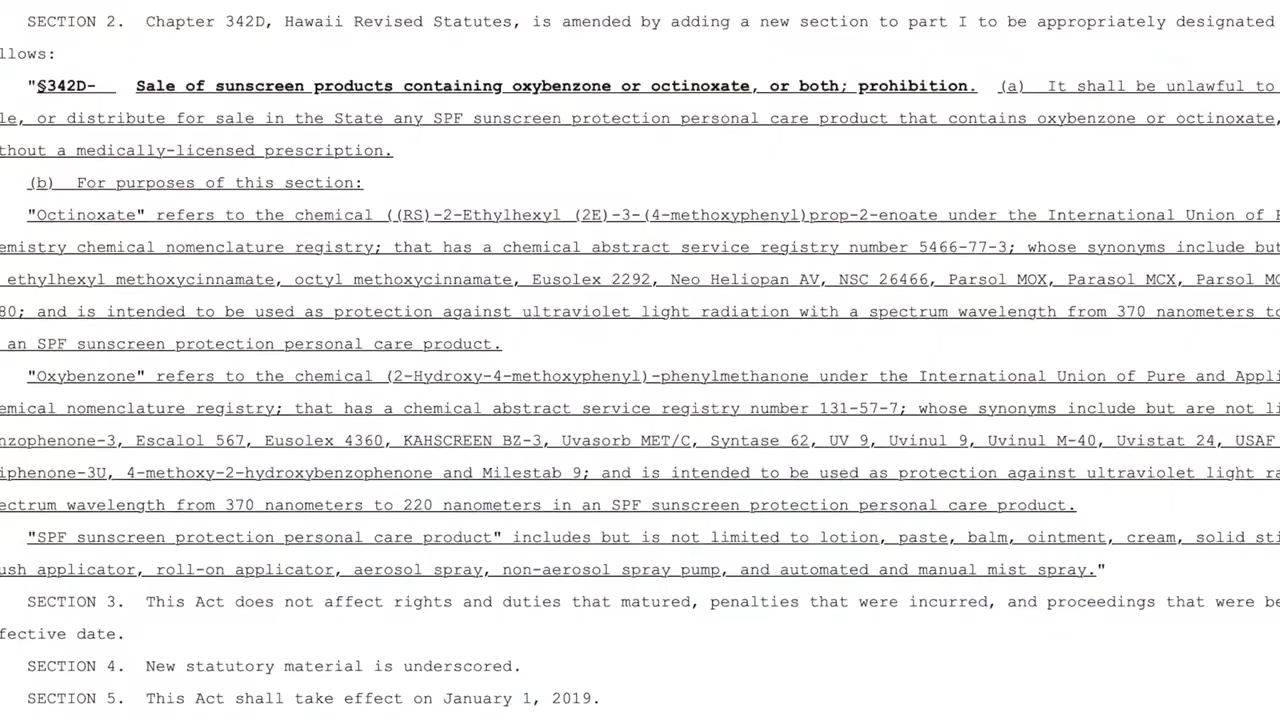 SECTION 2. Chapter 342D, Hawaii Revised Statutes, is amended by adding a new section to part I to be appropriately designated
llows:
"§342D- Sale of sunscreen products containing oxybenzone or octinoxate, or both; prohibition. (a) It shall be unlawful to
le, or distribute for sale in the State any SPF sunscreen protection personal care product that contains oxybenzone or octinoxate,
thout a medically-licensed prescription.
(b) For purposes of this section:
"Octinoxate" refers to the chemical ((RS)-2-Ethylhexyl (2E)-3-(4-methoxyphenyl)prop-2-enoate under the International Union of P
emistry chemical nomenclature registry; that has a chemical abstract service registry number 5466-77-3; whose synonyms include but
ethylhexyl methoxycinnamate, octyl methoxycinnamate, Eusolex 2292, Neo Heliopan AV, NSC 26466, Parsol MOX, Parasol MCX, Parsol MC
80; and is intended to be used as protection against ultraviolet light radiation with a spectrum wavelength from 370 nanometers to
an SPF sunscreen protection personal care product.
"Oxybenzone" refers to the chemical (2-Hydroxy-4-methoxyphenyl)-phenylmethanone under the International Union of Pure and Appli
emical nomenclature registry; that has a chemical abstract service registry number 131-57-7; whose synonyms include but are not li
nzophenone-3, Escalol 567, Eusolex 4360, KAHSCREEN BZ-3, Uvasorb MET/C, Syntase 62, UV 9, Uvinul 9, Uvinul M-40, Uvistat 24, USAF
iphenone-3U, 4-methoxy-2-hydroxybenzophenone and Milestab 9; and is intended to be used as protection against ultraviolet light ra
ectrum wavelength from 370 nanometers to 220 nanometers in an SPF sunscreen protection personal care product.
"SPF sunscreen protection personal care product" includes but is not limited to lotion, paste, balm, ointment, cream, solid sti
ush applicator, roll-on applicator, aerosol spray, non-aerosol spray pump, and automated and manual mist spray."
SECTION 3. This Act does not affect rights and duties that matured, penalties that were incurred, and proceedings that were be
fective date.
SECTION 4. New statutory material is underscored.
SECTION 5. This Act shall take effect on January 1, 2019.